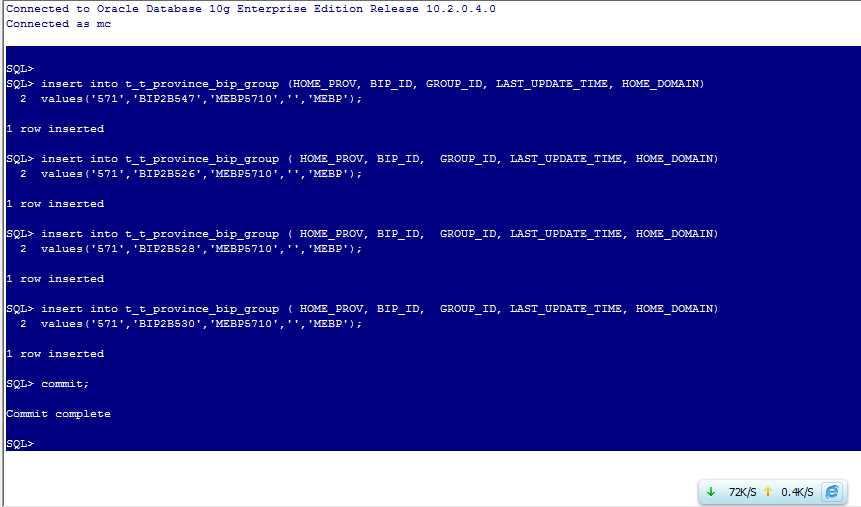 Connected to Oracle Database 10g Enterprise Edition Release 10.2.0.4.0
Connected as mc
SQL>
SQL> insert into t_t_province_bip_group (HOME_PROV, BIP_ID, GROUP_ID, LAST_UPDATE_TIME, HOME_DOMAIN)
  2  values('571','BIP2B547','MEBP5710','','MEBP');
1 row inserted
SQL> insert into t_t_province_bip_group ( HOME_PROV, BIP_ID,  GROUP_ID, LAST_UPDATE_TIME, HOME_DOMAIN)
  2  values('571','BIP2B526','MEBP5710','','MEBP');
1 row inserted
SQL> insert into t_t_province_bip_group ( HOME_PROV, BIP_ID,  GROUP_ID, LAST_UPDATE_TIME, HOME_DOMAIN)
  2  values('571','BIP2B528','MEBP5710','','MEBP');
1 row inserted
SQL> insert into t_t_province_bip_group ( HOME_PROV, BIP_ID,  GROUP_ID, LAST_UPDATE_TIME, HOME_DOMAIN)
  2  values('571','BIP2B530','MEBP5710','','MEBP');
1 row inserted
SQL> commit;
Commit complete
SQL>
72K/S 0.4K/S